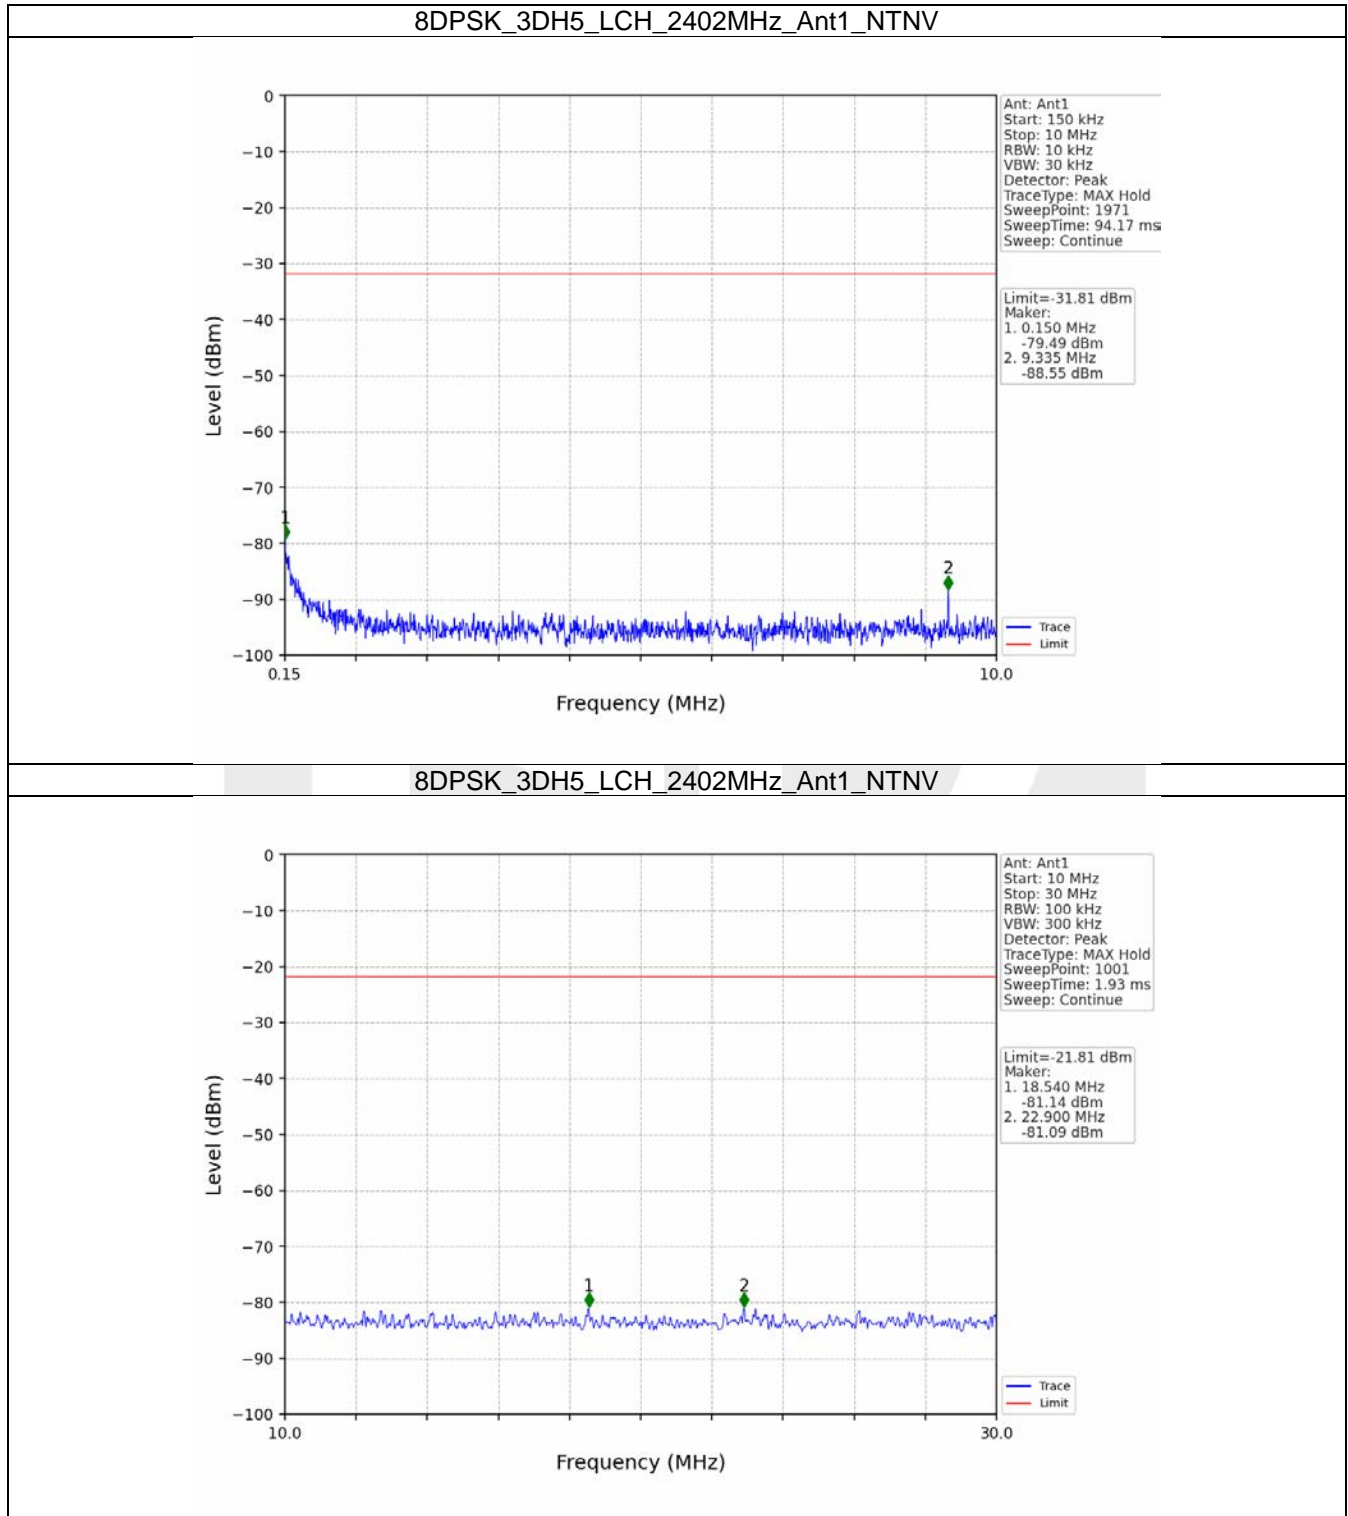 8DPSK_3DH5_LCH_2402MHz_Ant1_NTNV
0
−10
−20
−30
−40
−50
−60
−70
−80
−90
−100
Level (dBm)
1
2
0.15
10.0
Frequency (MHz)
Ant: Ant1
Start: 150 kHz
Stop: 10 MHz
RBW: 10 kHz
VBW: 30 kHz
Detector: Peak
TraceType: MAX Hold
SweepPoint: 1971
SweepTime: 94.17 ms
Sweep: Continue
Limit=-31.81 dBm
Maker:
1. 0.150 MHz
-79.49 dBm
2. 9.335 MHz
-88.55 dBm
Trace
Limit
8DPSK_3DH5_LCH_2402MHz_Ant1_NTNV
0
−10
−20
−30
−40
−50
−60
−70
−80
−90
−100
Level (dBm)
1
2
10.0
30.0
Frequency (MHz)
Ant: Ant1
Start: 10 MHz
Stop: 30 MHz
RBW: 100 kHz
VBW: 300 kHz
Detector: Peak
TraceType: MAX Hold
SweepPoint: 1001
SweepTime: 1.93 ms
Sweep: Continue
Limit=-21.81 dBm
Maker:
1. 18.540 MHz
-81.14 dBm
2. 22.900 MHz
-81.09 dBm
Trace
Limit